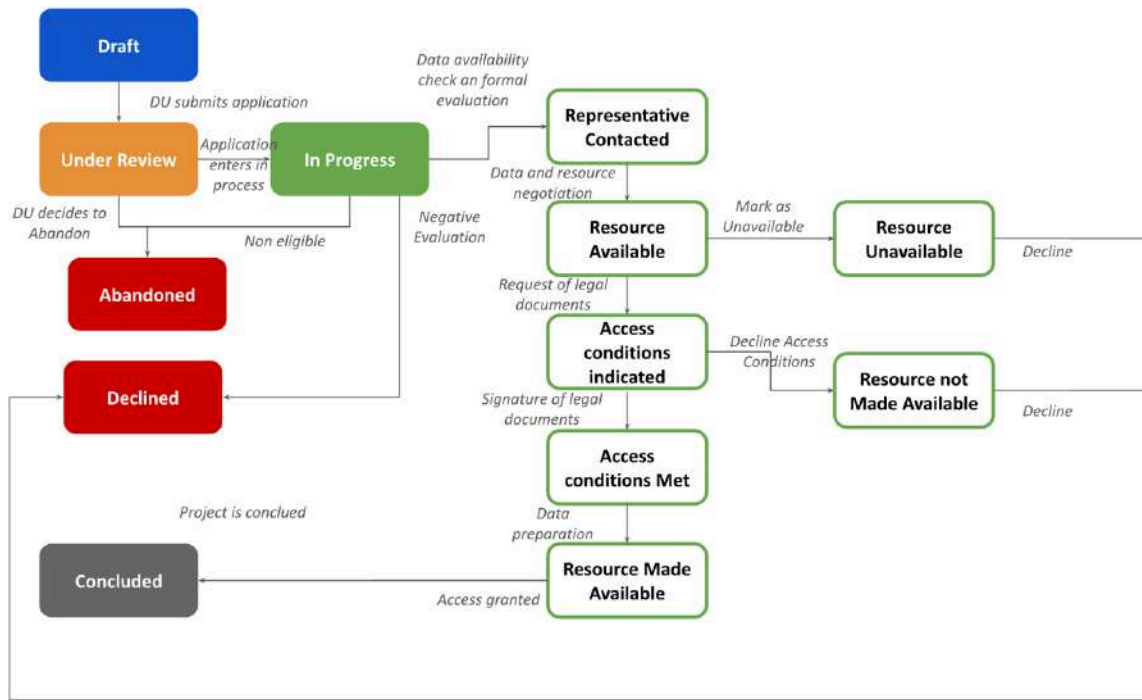 Draft
DU submits application
Under Review
Application
enters in
process
In Progress
Data availability
check an formal
evaluation
Representative
Contacted
DU decides to
Abandon
Non eligible
Negative
Evaluation
Data and resource
negotiation
Resource
Available
Mark as
Unavailable
Resource
Unavailable
Decline
Abandoned
Request of legal
documents
Access
conditions
indicated
Decline Access
Conditions
Resource not
Made Available
Decline
Declined
Signature of legal
documents
Access
conditions Met
Project is conclued
Data
preparation
Concluded
Access granted
Resource Made
Available